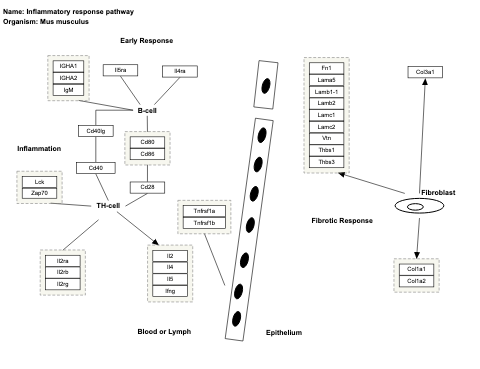 Name: Inflammatory response pathway
Organism: Mus musculus
Early Response
IGHA1
IGHA2
IgM
Il5ra
Il4ra
B-cell
Cd40lg
Cd80
Cd86
Inflammation
Cd40
Lck
Zap70
Cd28
TH-cell
Tnfrsf1a
Tnfrsf1b
Il2ra
Il2rb
Il2rg
Il2
Il4
Il5
Ifng
Blood or Lymph
Epithelium
Fn1
Lama5
Lamb1-1
Lamb2
Lamc1
Lamc2
Vtn
Thbs1
Thbs3
Col3a1
Fibroblast
Fibrotic Response
Col1a1
Col1a2